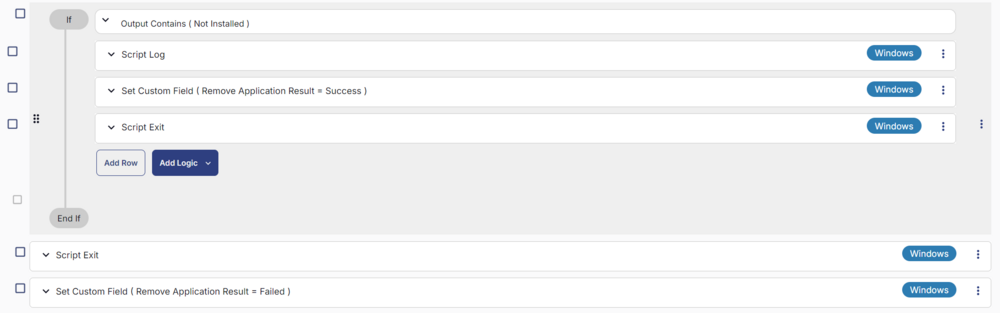 If
Output Contains ( Not Installed )
Script Log Windows
Set Custom Field ( Remove Application Result = Success ) Windows
Script Exit Windows
Add Row Add Logic
End If
Script Exit Windows
Set Custom Field ( Remove Application Result = Failed ) Windows